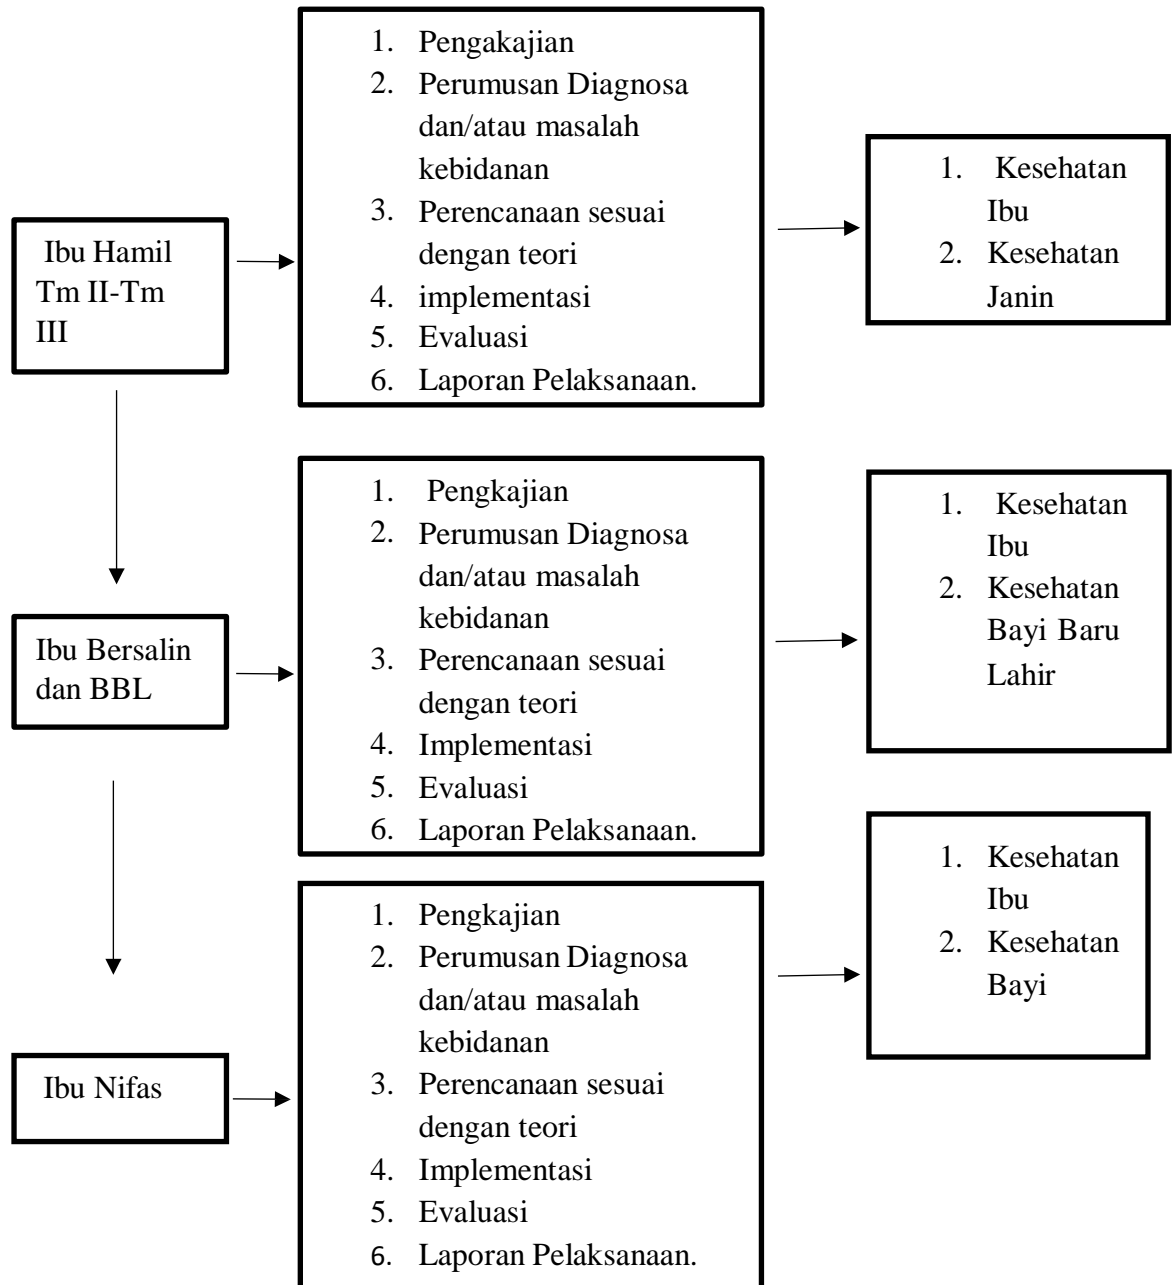 Ibu Hamil
Tm II-Tm
III
1. Pengakajian
2. Perumusan Diagnosa
dan/atau masalah
kebidanan
3. Perencanaan sesuai
dengan teori
4. implementasi
5. Evaluasi
6. Laporan Pelaksanaan.
1. Kesehatan
Ibu
2. Kesehatan
Janin
Ibu Bersalin
dan BBL
1. Pengkajian
2. Perumusan Diagnosa
dan/atau masalah
kebidanan
3. Perencanaan sesuai
dengan teori
4. Implementasi
5. Evaluasi
6. Laporan Pelaksanaan.
1. Kesehatan
Ibu
2. Kesehatan
Bayi Baru
Lahir
Ibu Nifas
1. Pengkajian
2. Perumusan Diagnosa
dan/atau masalah
kebidanan
3. Perencanaan sesuai
dengan teori
4. Implementasi
5. Evaluasi
6. Laporan Pelaksanaan.
1. Kesehatan
Ibu
2. Kesehatan
Bayi